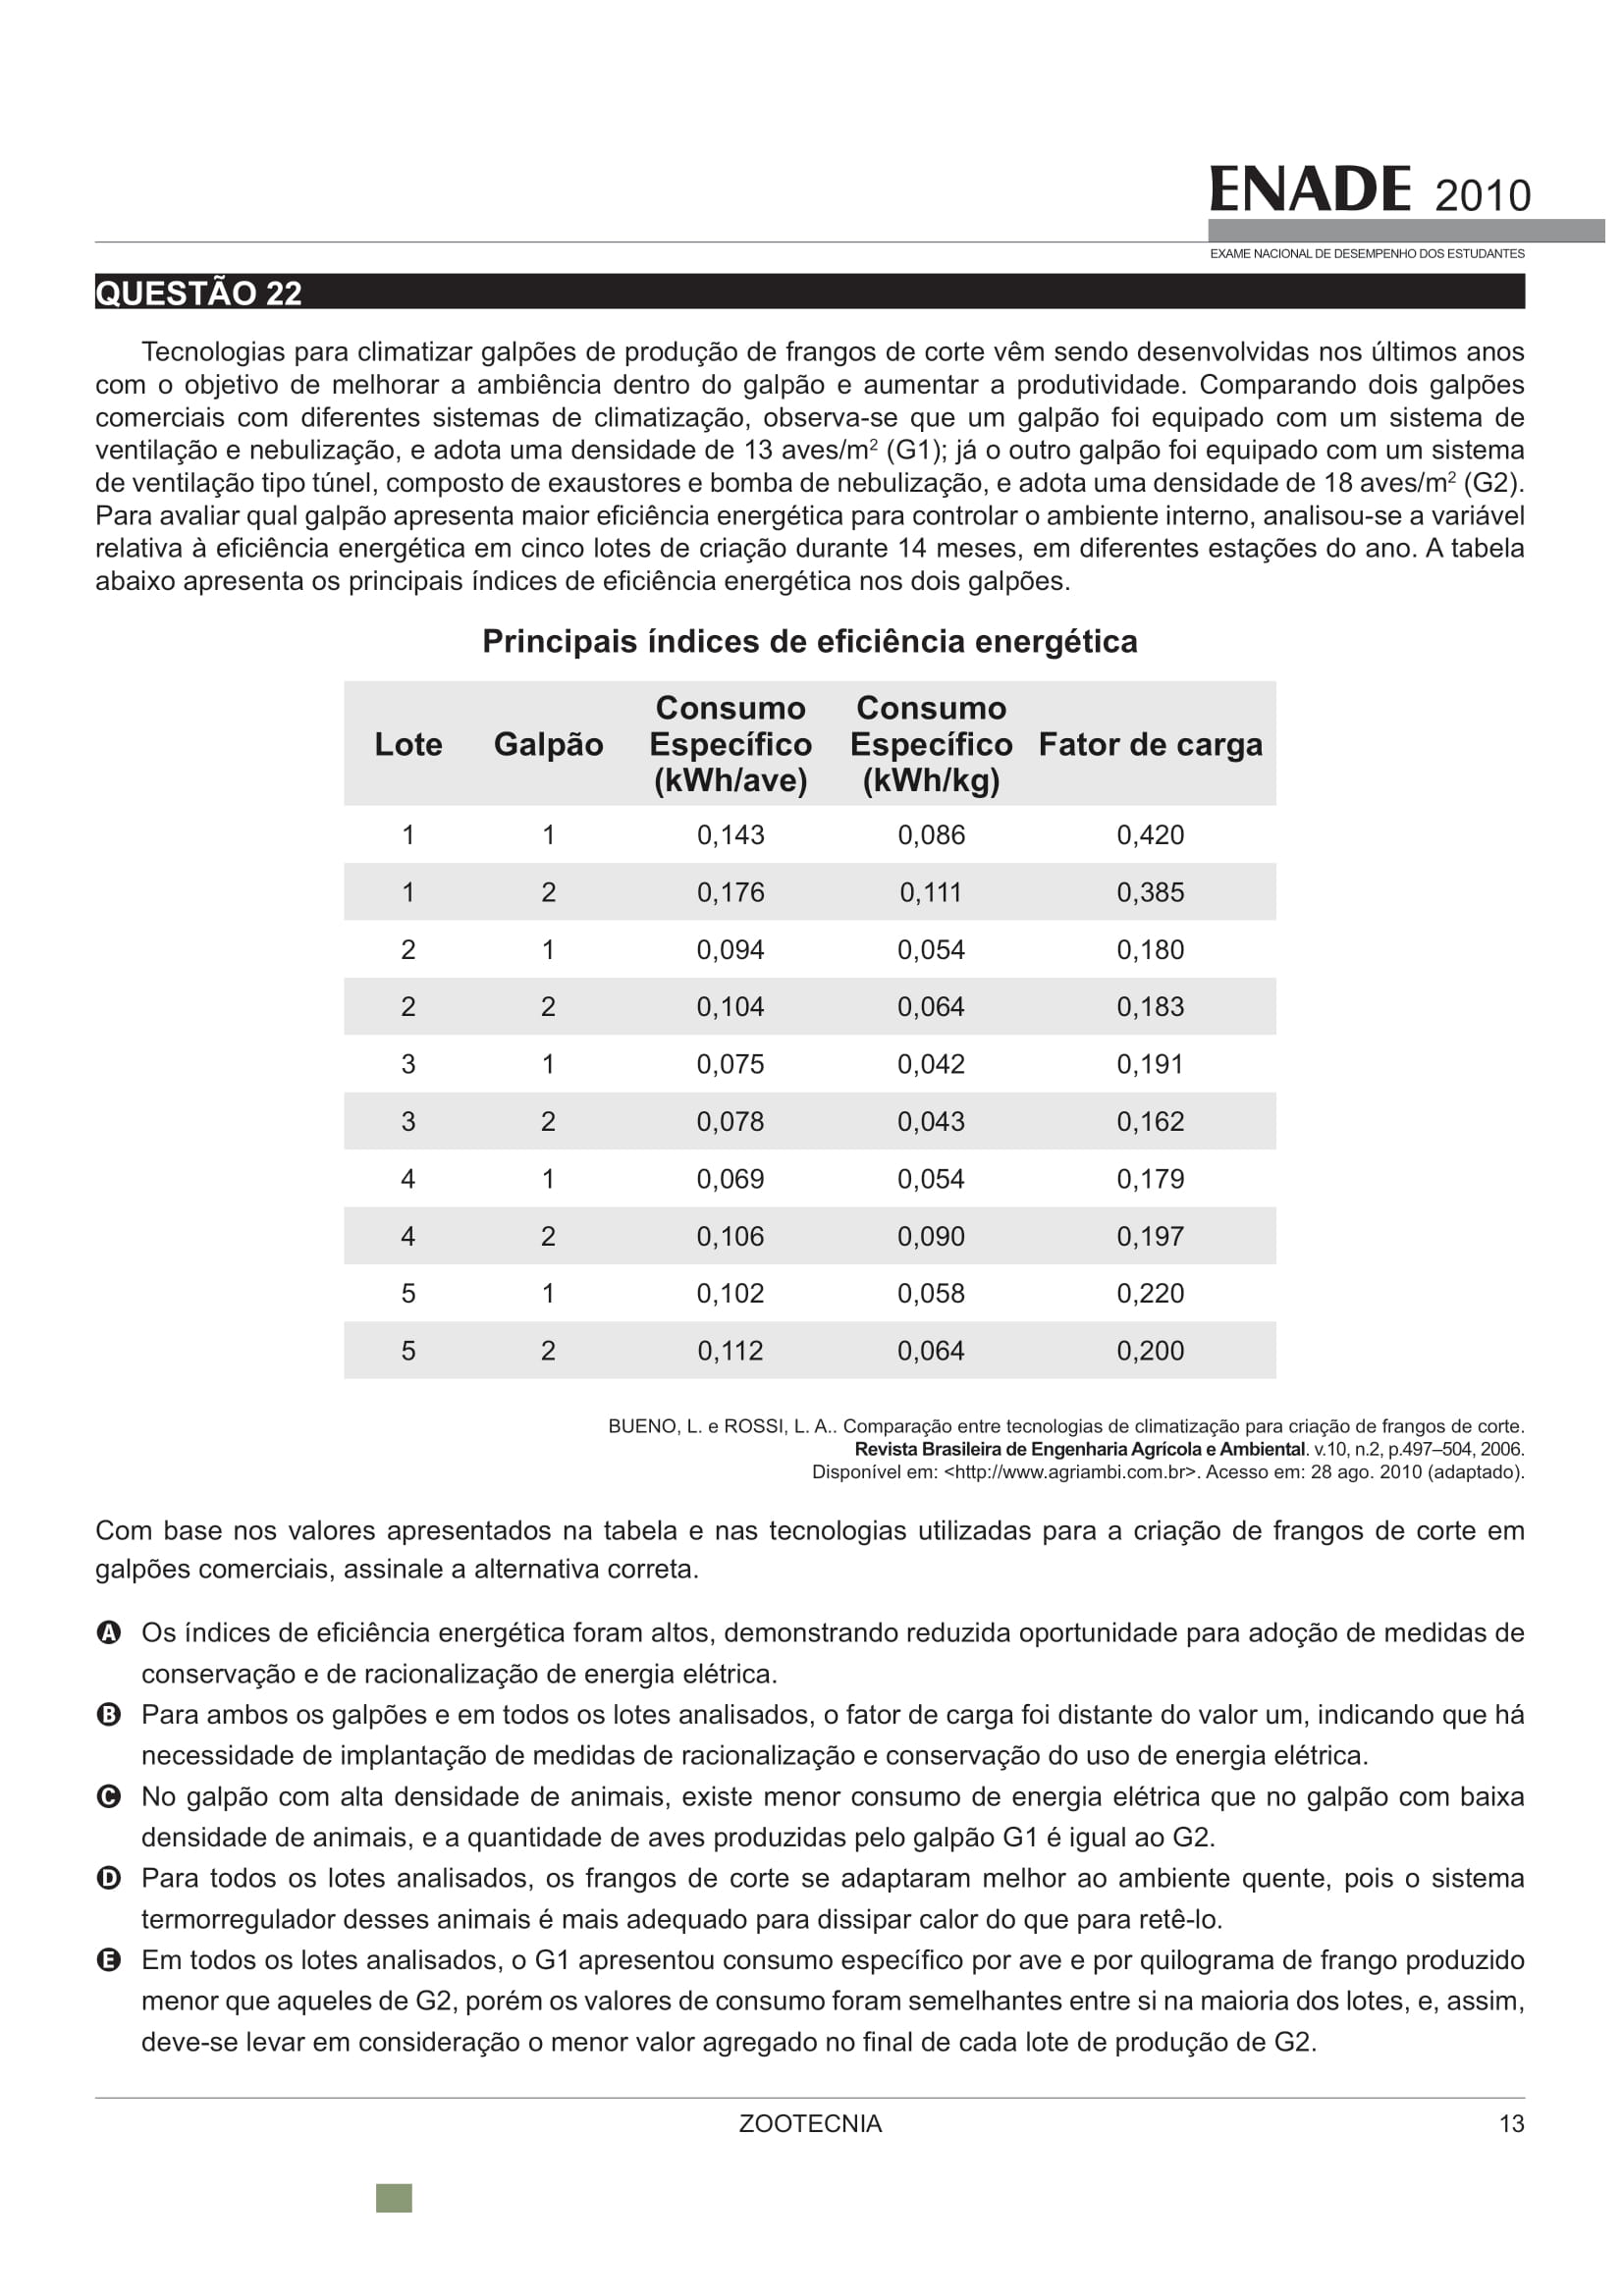 ENADE 2010
EXAME NACIONAL DE DESEMPENHO DOS ESTUDANTES
QUESTÃO 22
Tecnologias para climatizar galpões de produção de frangos de corte vêm sendo desenvolvidas nos últimos anos
com o objetivo de melhorar a ambiência dentro do galpão e aumentar a produtividade. Comparando dois galpões
comerciais com diferentes sistemas de climatização, observa-se que um galpão foi equipado com um sistema de
ventilação e nebulização, e adota uma densidade de 13 aves/m² (G1); já o outro galpão foi equipado com um sistema
de ventilação tipo túnel, composto de exaustores e bomba de nebulização, e adota uma densidade de 18 aves/m² (G2).
Para avaliar qual galpão apresenta maior eficiência energética para controlar o ambiente interno, analisou-se a variável
relativa à eficiência energética em cinco lotes de criação durante 14 meses, em diferentes estações do ano. A tabela
abaixo apresenta os principais índices de eficiência energética nos dois galpões.
Principais índices de eficiência energética
Lote Galpão Consumo Específico (kWh/ave) Consumo Específico (kWh/kg) Fator de carga
1 1 0,143 0,086 0,420
1 2 0,176 0,111 0,385
2 1 0,094 0,054 0,180
2 2 0,104 0,064 0,183
3 1 0,075 0,042 0,191
3 2 0,078 0,043 0,162
4 1 0,069 0,054 0,179
4 2 0,106 0,090 0,197
5 1 0,102 0,058 0,220
5 2 0,112 0,064 0,200
BUENO, L. e ROSSI, L. A.. Comparação entre tecnologias de climatização para criação de frangos de corte.
Revista Brasileira de Engenharia Agrícola e Ambiental. v.10, n.2, p.497–504, 2006.
Disponível em: <http://www.agriambi.com.br>. Acesso em: 28 ago. 2010 (adaptado).
Com base nos valores apresentados na tabela e nas tecnologias utilizadas para a criação de frangos de corte em
galpões comerciais, assinale a alternativa correta.
A Os índices de eficiência energética foram altos, demonstrando reduzida oportunidade para adoção de medidas de
conservação e de racionalização de energia elétrica.
B Para ambos os galpões e em todos os lotes analisados, o fator de carga foi distante do valor um, indicando que há
necessidade de implantação de medidas de racionalização e conservação do uso de energia elétrica.
C No galpão com alta densidade de animais, existe menor consumo de energia elétrica que no galpão com baixa
densidade de animais, e a quantidade de aves produzidas pelo galpão G1 é igual ao G2.
D Para todos os lotes analisados, os frangos de corte se adaptaram melhor ao ambiente quente, pois o sistema
termorregulador desses animais é mais adequado para dissipar calor do que para retê-lo.
E Em todos os lotes analisados, o G1 apresentou consumo específico por ave e por quilograma de frango produzido
menor que aqueles de G2, porém os valores de consumo foram semelhantes entre si na maioria dos lotes, e, assim,
deve-se levar em consideração o menor valor agregado no final de cada lote de produção de G2.
ZOOTECNIA 13